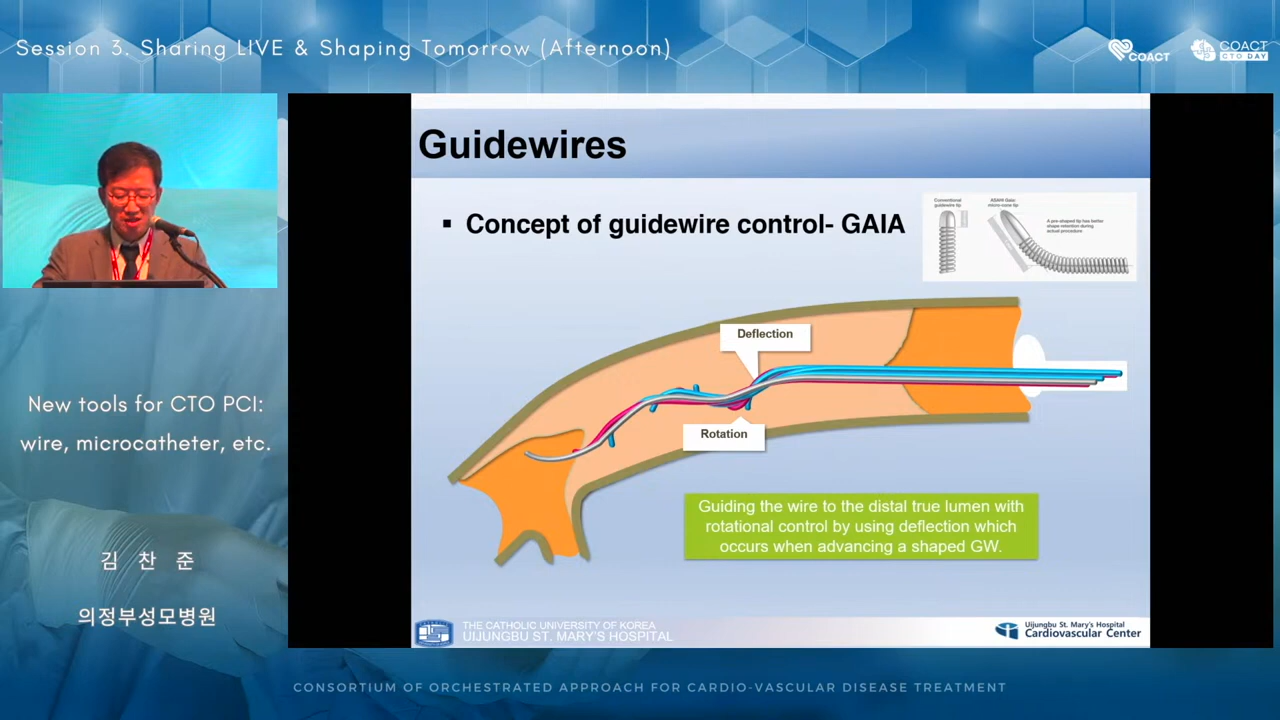 Session 3. Sharing LIVE & Shaping Tomorrow (Afternoon)
COACT
COACT
CTO DAY
Guidewires
▪ Concept of guidewire control- GAIA
Conventional
guidewire tip
ASAHI Gaia:
micro-cone tip
A pre-shaped tip has better
shape retention during
actual procedure
Deflection
Rotation
Guiding the wire to the distal true lumen with
rotational control by using deflection which
occurs when advancing a shaped GW.
New tools for CTO PCI:
wire, microcatheter, etc.
김 찬 준
의정부성모병원
THE CATHOLIC UNIVERSITY OF KOREA
UIJUNGBU ST. MARY'S HOSPITAL
Uijungbu St. Mary's Hospital
Cardiovascular Center
CONSORTIUM OF ORCHESTRATED APPROACH FOR CARDIO-VASCULAR DISEASE TREATMENT